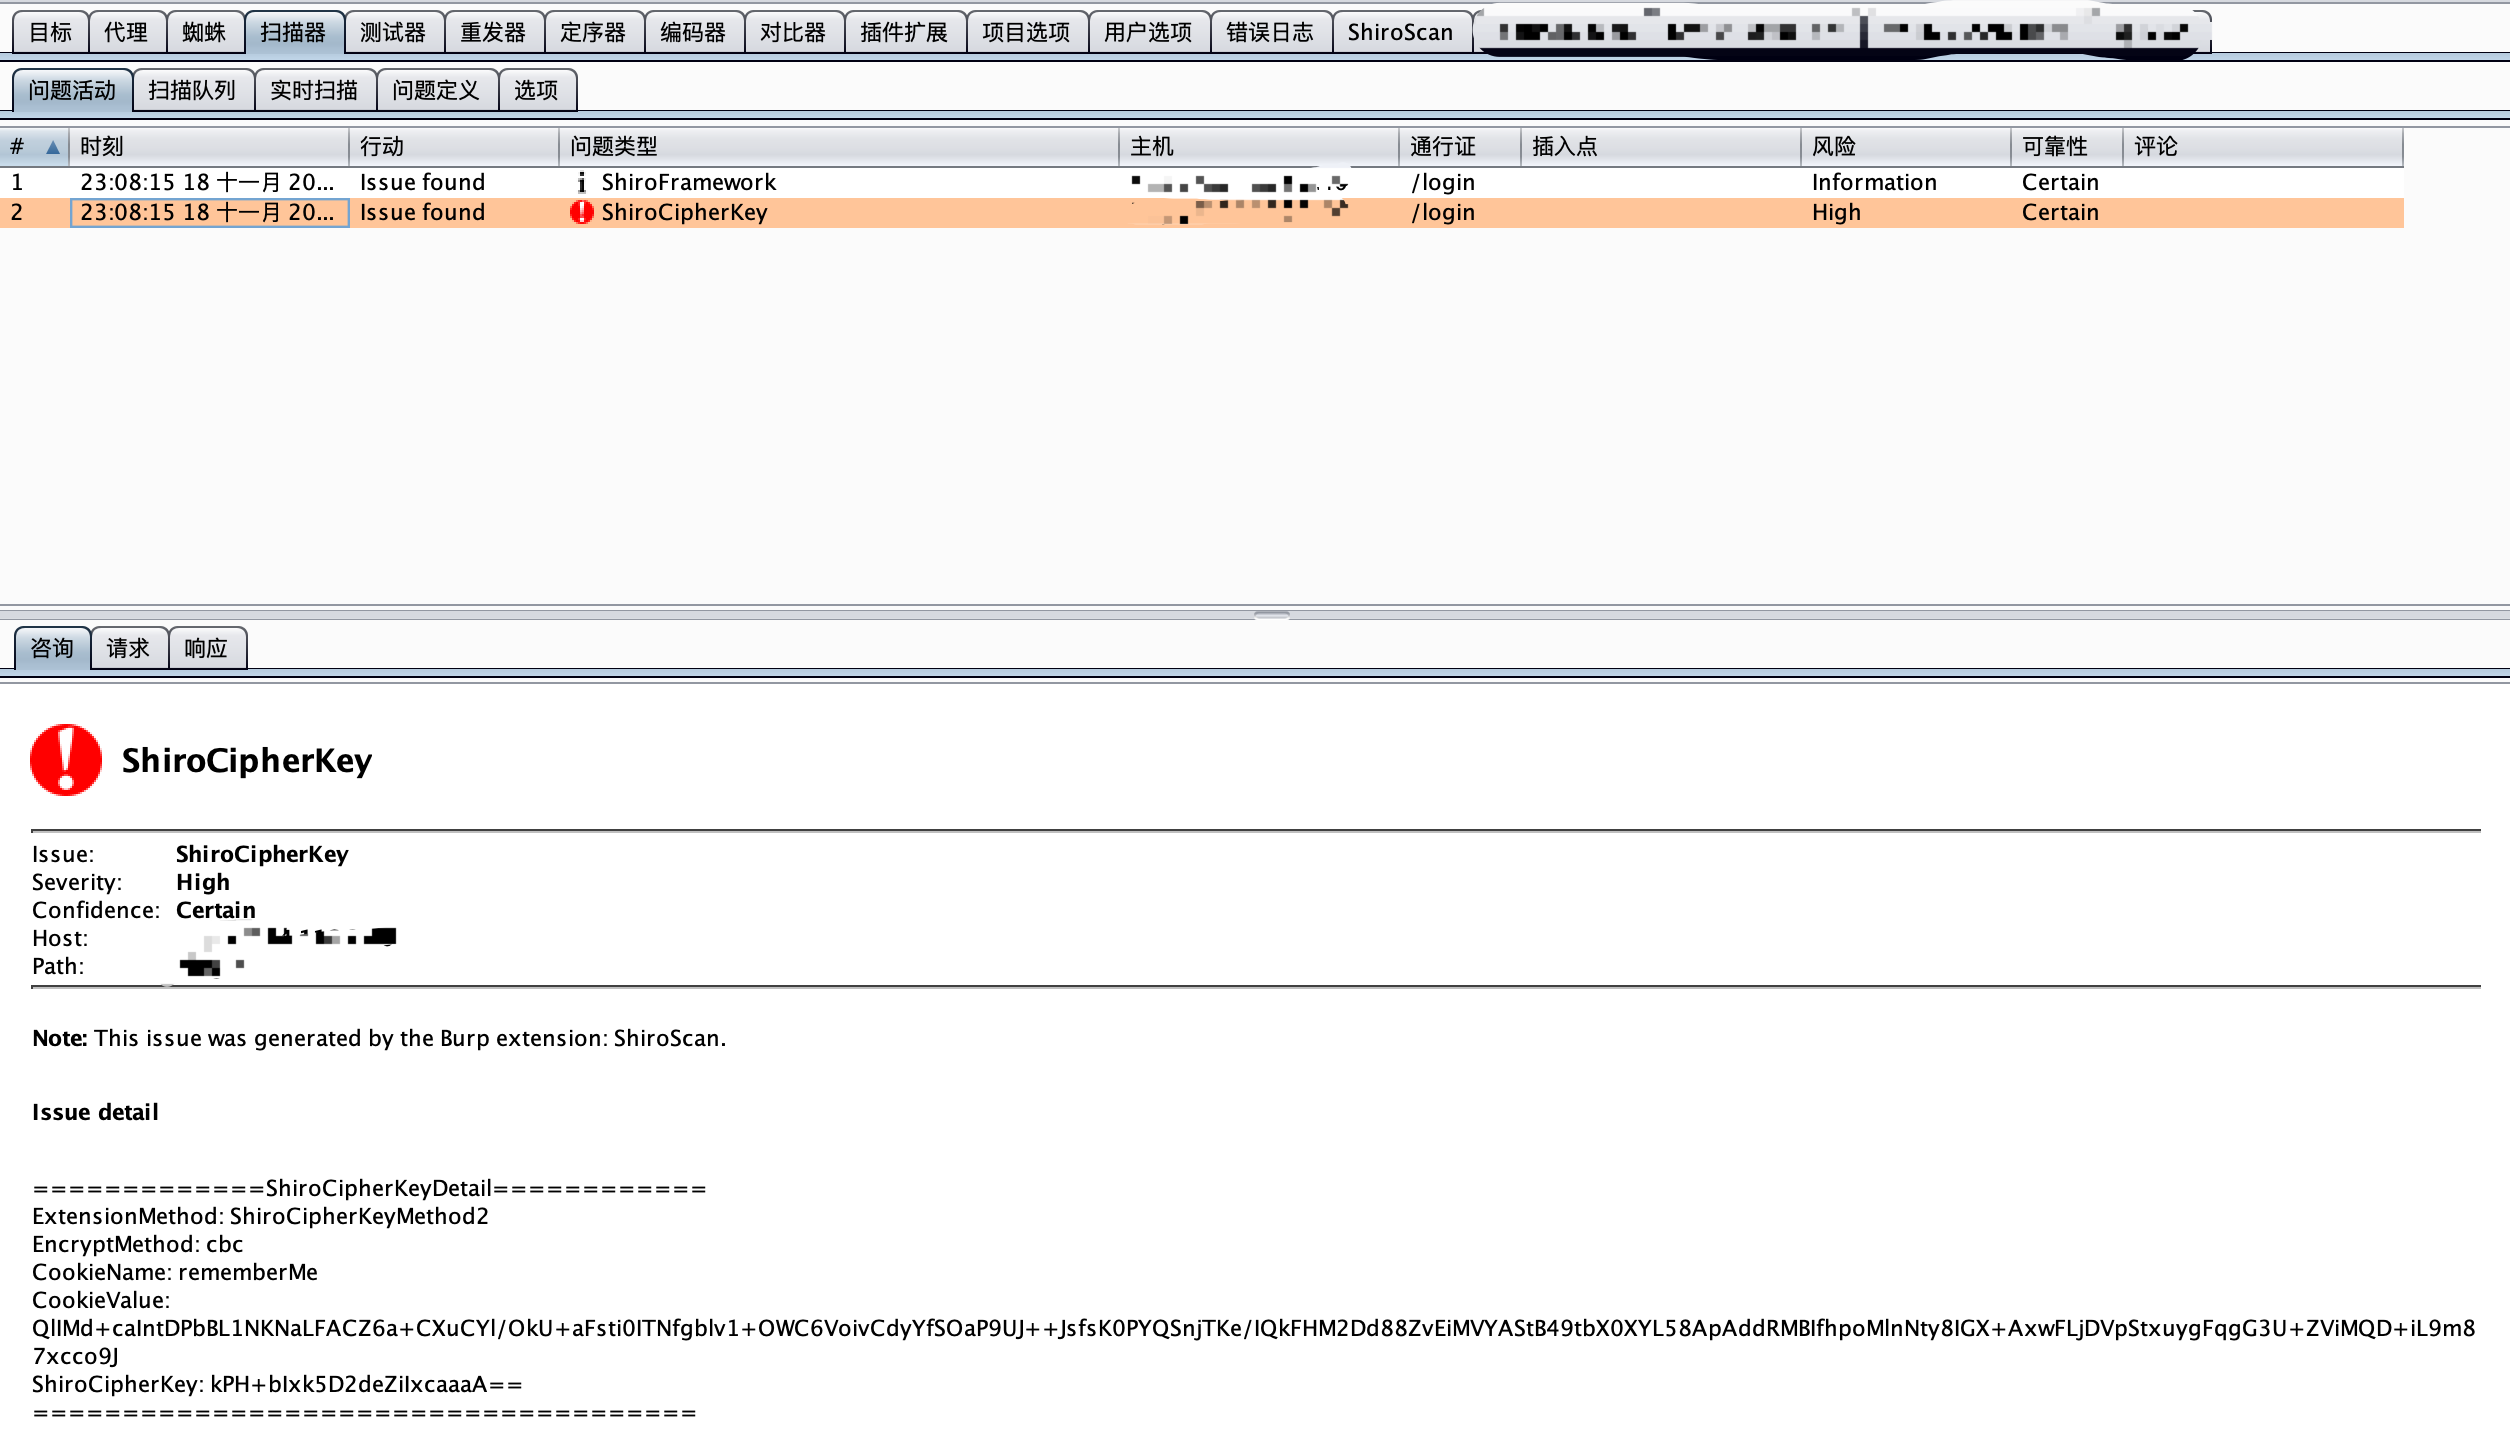 目标 代理 蜘蛛 扫描器 测试器 重发器 定序器 编码器 对比器 插件扩展 项目选项 用户选项 错误日志 ShiroScan
问题活动 扫描队列 实时扫描 问题定义 选项
# 时刻 行动 问题类型 主机 通行证 插入点 风险 可靠性 评论
1 23:08:15 18 十一月 20... Issue found ShiroFramework /login Information Certain
2 23:08:15 18 十一月 20... Issue found ShiroCipherKey /login High Certain
咨询 请求 响应
ShiroCipherKey
Issue: ShiroCipherKey
Severity: High
Confidence: Certain
Host:
Path:
Note: This issue was generated by the Burp extension: ShiroScan.
Issue detail
=============ShiroCipherKeyDetail============
ExtensionMethod: ShiroCipherKeyMethod2
EncryptMethod: cbc
CookieName: rememberMe
CookieValue:
QlIMd+caIntDPbBL1NKNaLFACZ6a+CXuCYl/OkU+aFsti0ITNfgblv1+OWC6VoivCdyYfSOaP9UJ++JsfsK0PYQSnjTKe/IQkFHM2Dd88ZvEiMVYAStB49tbX0XYL58ApAddRMBIfhpoMlnNty8IGX+AxwFLjDVpStxuygFqgG3U+ZViMQD+iL9m8
7xcco9J
ShiroCipherKey: kPH+bIxk5D2deZiIxcaaaA==
=====================================